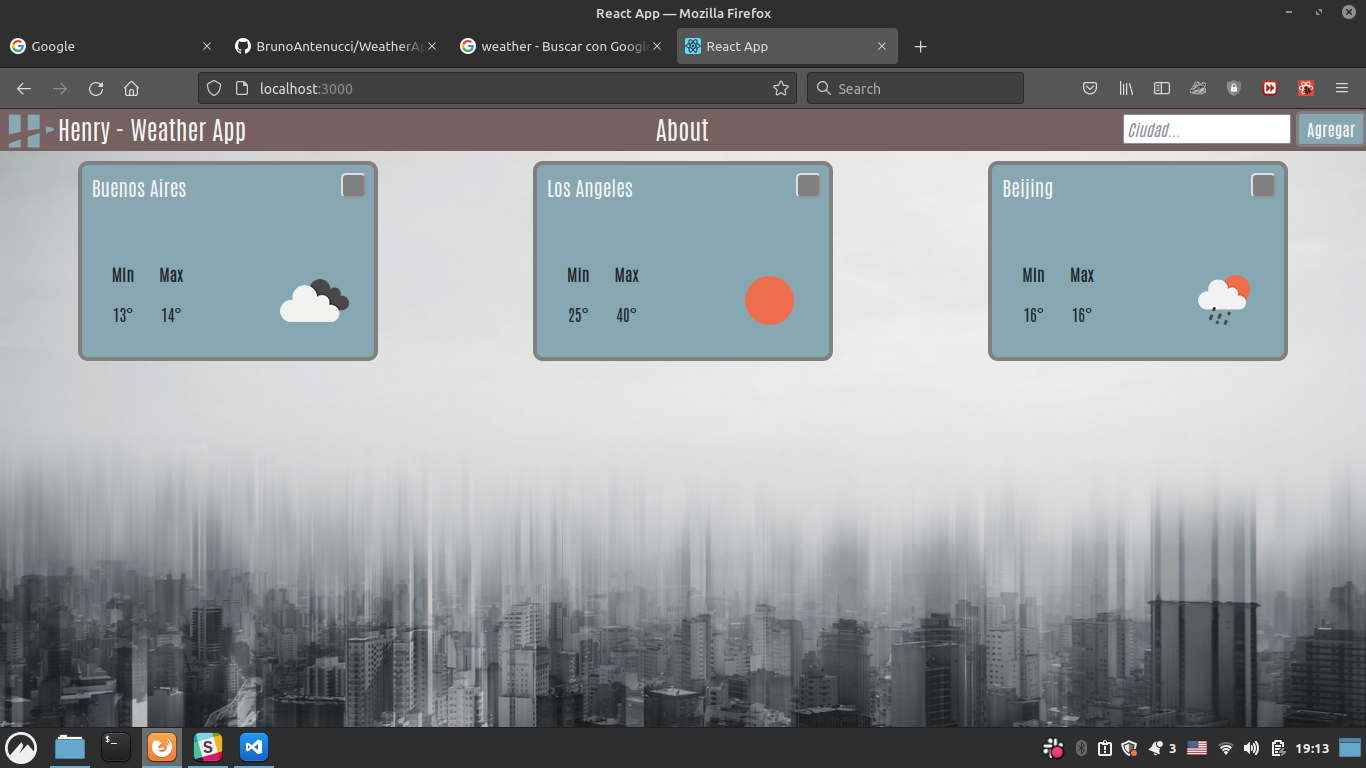 React App — Mozilla Firefox
Google
BrunoAntenucci/WeatherAp
weather - Buscar con Google
React App
localhost:3000
Search
Henry - Weather App
About
Ciudad...
Agregar
Buenos Aires
Los Angeles
Beijing
Min Max
Min Max
Min Max
13° 14°
25° 40°
16° 16°
3
19:13